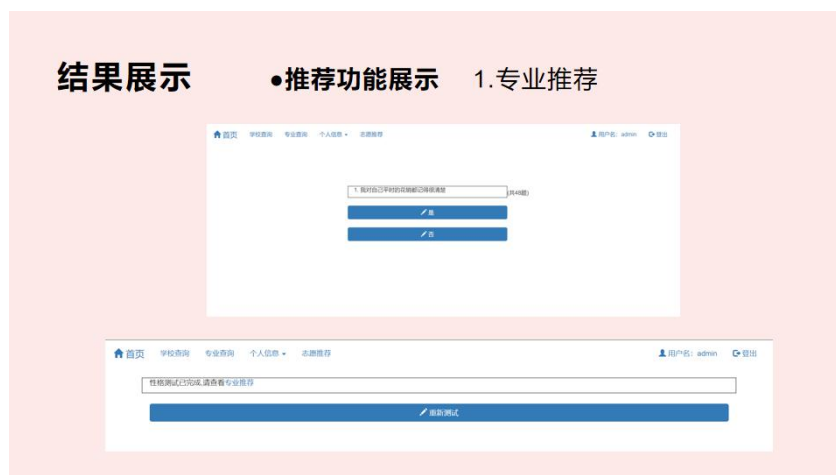 结果展示 ●推荐功能展示 1.专业推荐
首页 学校查询 专业查询 个人信息 志愿推荐 用户名: admin 登出
1. 我对自己平时的花销都记得很清楚 (共48题)
是
否
首页 学校查询 专业查询 个人信息 志愿推荐 用户名: admin 登出
性格测试已完成,请查看专业推荐
重新测试